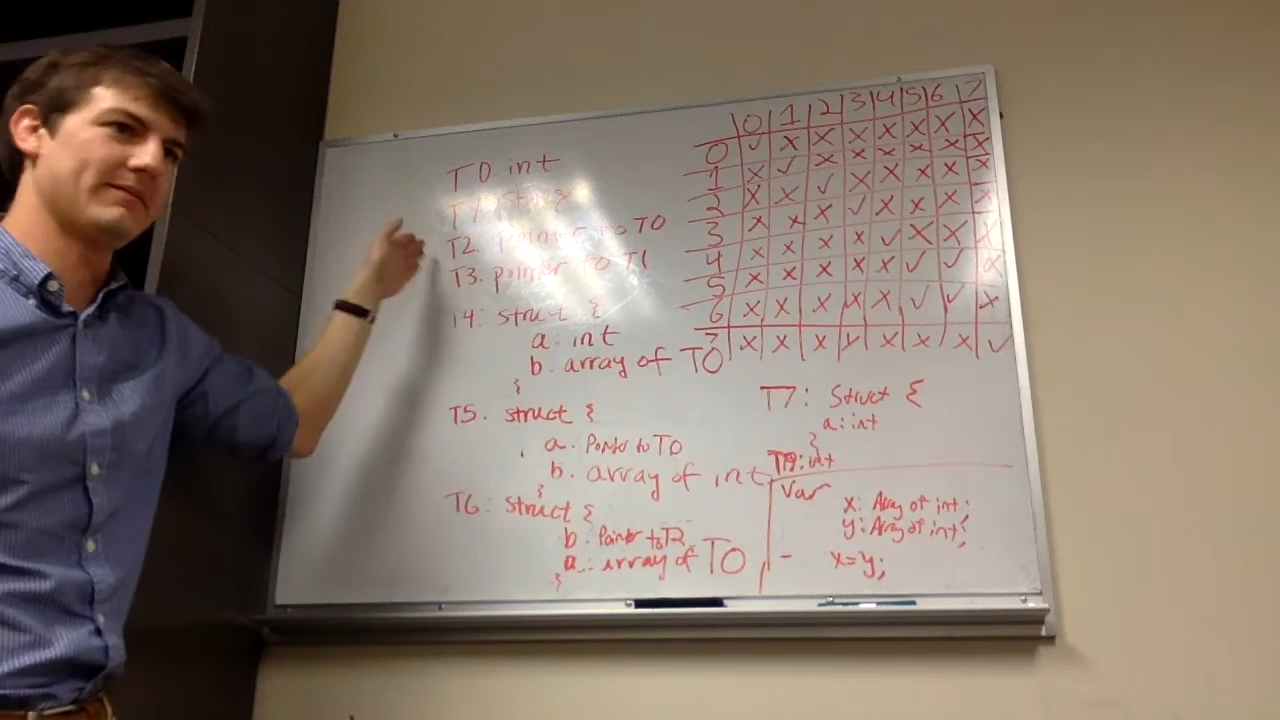 T0 int
T1 string
T2. pointer to T0
T3. pointer to T1
T4: struct {
a: int
b. array of T0
}
T5. struct {
a. Pointer to T0
b. array of int
}
T6: struct {
b. Pointer to T2
a. array of T0
}
0 1 2 3 4 5 6 7
0 ✓ X X X X X X X
1 X ✓ X X X X X X
2 X X ✓ X X X X X
3 X X X ✓ X X X X
4 X X X X ✓ X X X
5 X X X X X ✓ ✓ X
6 X X X X X ✓ ✓ X
7 X X X X X X X ✓
T7: Struct {
a: int
}
int
Var
x: Array of int;
y: Array of int;
- x=y;